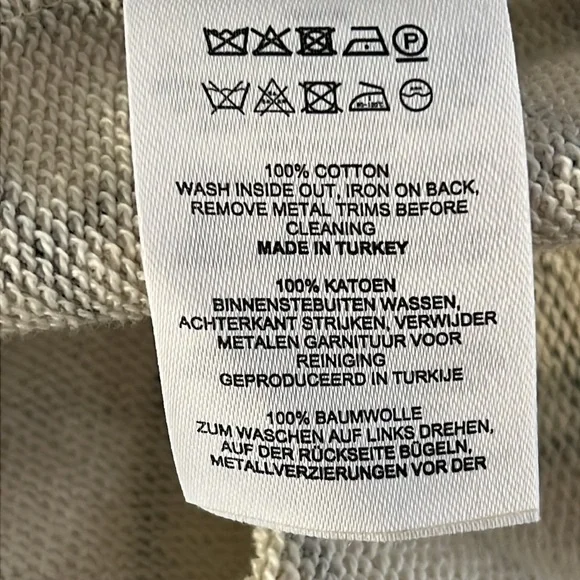 P
100% COTTON
WASH INSIDE OUT, IRON ON BACK,
REMOVE METAL TRIMS BEFORE
CLEANING
MADE IN TURKEY
100% KATOEN
BINNENSTEBUITEN WASSEN,
ACHTERKANT STRIJKEN, VERWIJDER
METALEN GARNITUUR VOOR
REINIGING
GEPRODUCEERD IN TURKIJE
100% BAUMWOLLE
ZUM WASCHEN AUF LINKS DREHEN,
AUF DER RÜCKSEITE BÜGELN,
METALLVERZIERUNGEN VOR DER